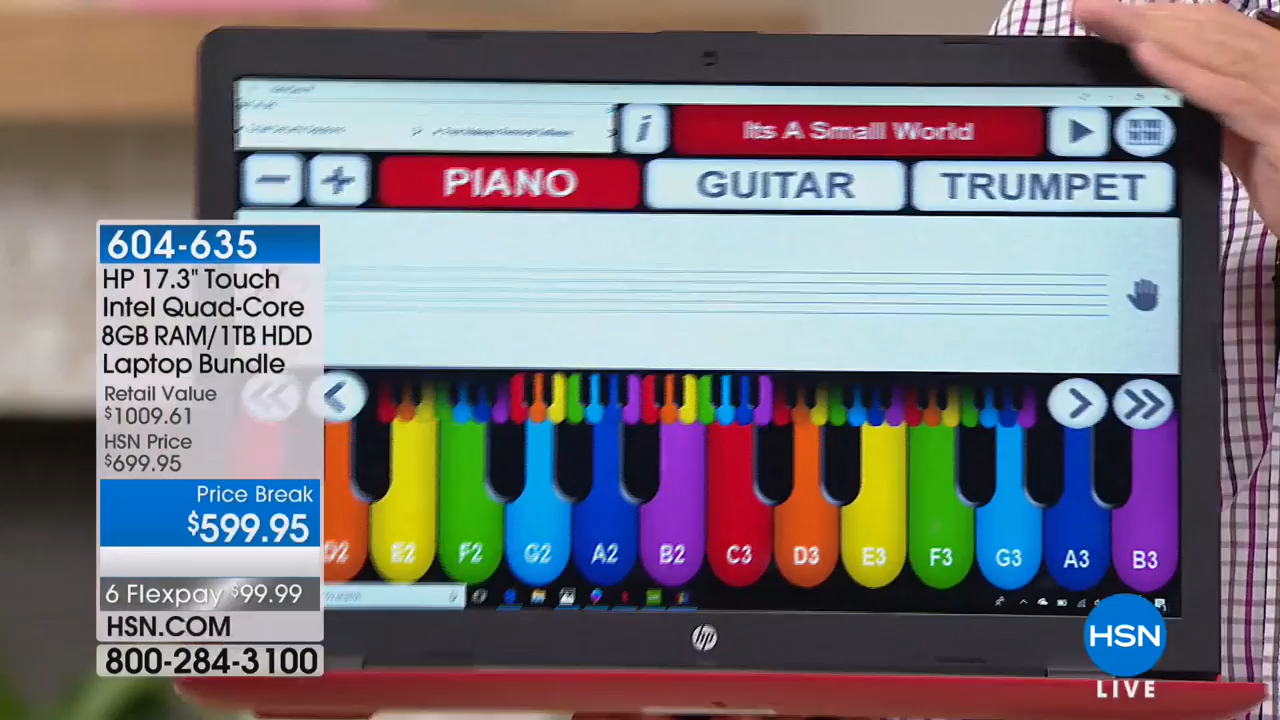 Its A Small World
PIANO
GUITAR
TRUMPET
604-635
HP 17.3" Touch
Intel Quad-Core
8GB RAM/1TB HDD
Laptop Bundle
Retail Value
$1009.61
HSN Price
$699.95
Price Break
$599.95
6 Flexpay $99.99
HSN.COM
800-284-3100
D2 E2 F2 G2 A2 B2 C3 D3 E3 F3 G3 A3 B3
hp
HSN
LIVE